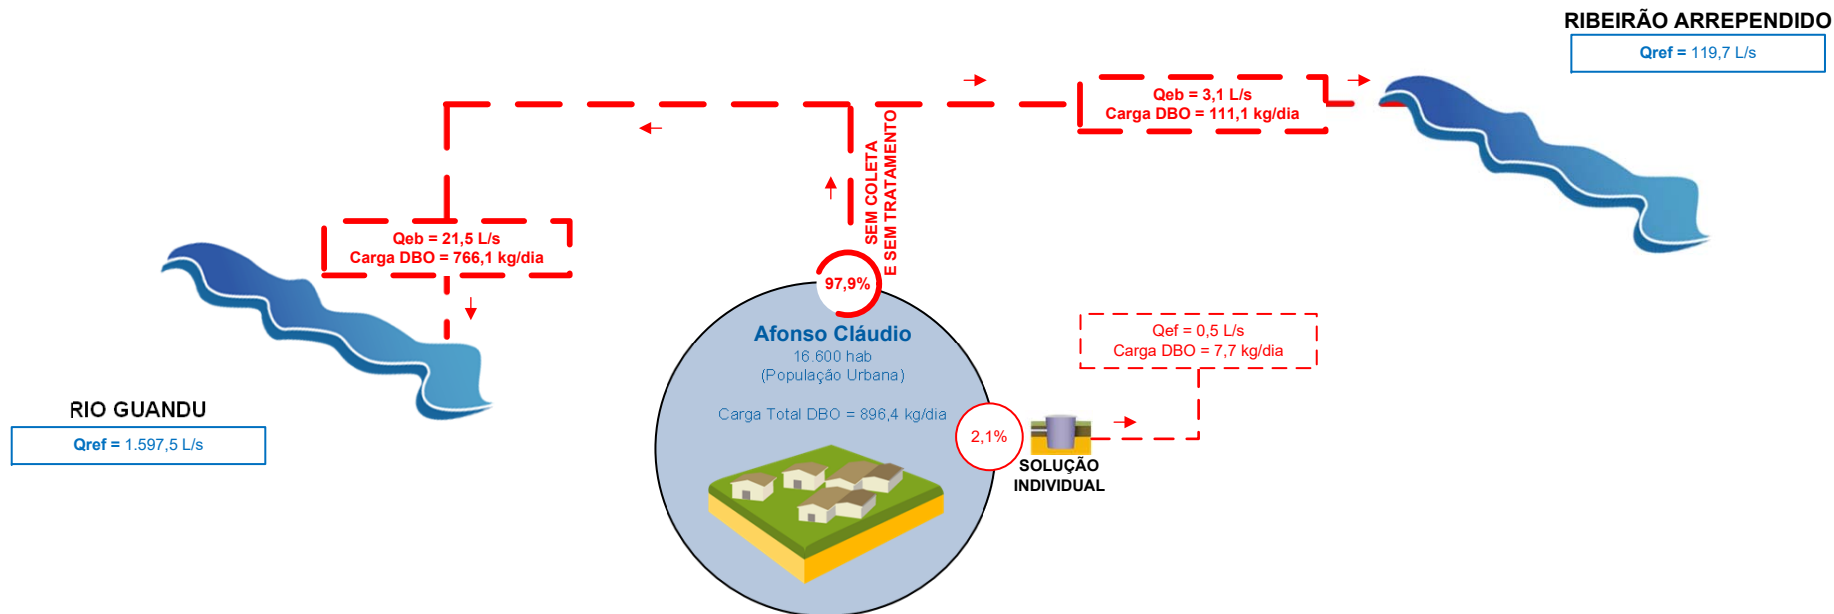 RIBEIRÃO ARREPENDIDO
Qref = 119,7 L/s
Qeb = 3,1 L/s
Carga DBO = 111,1 kg/dia
SEM COLETA
E SEM TRATAMENTO
Qeb = 21,5 L/s
Carga DBO = 766,1 kg/dia
97,9%
Afonso Cláudio
16.600 hab
(População Urbana)
Carga Total DBO = 896,4 kg/dia
Qef = 0,5 L/s
Carga DBO = 7,7 kg/dia
2,1%
SOLUÇÃO
INDIVIDUAL
RIO GUANDU
Qref = 1.597,5 L/s